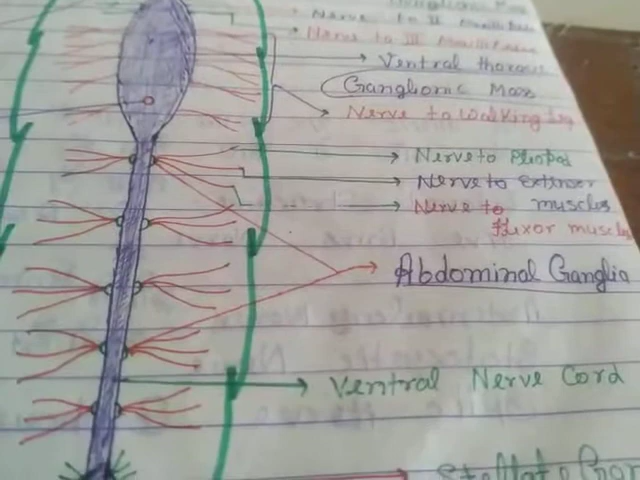 Nerve to II Maxillae
Nerve to III Maxillipeds
Ventral thoracic
Ganglionic Mass
Nerve to Walking Leg
Nerve to Pleopod
Nerve to extensor
muscles
Nerve to
flexor muscles
Abdominal Ganglia
Ventral Nerve Cord